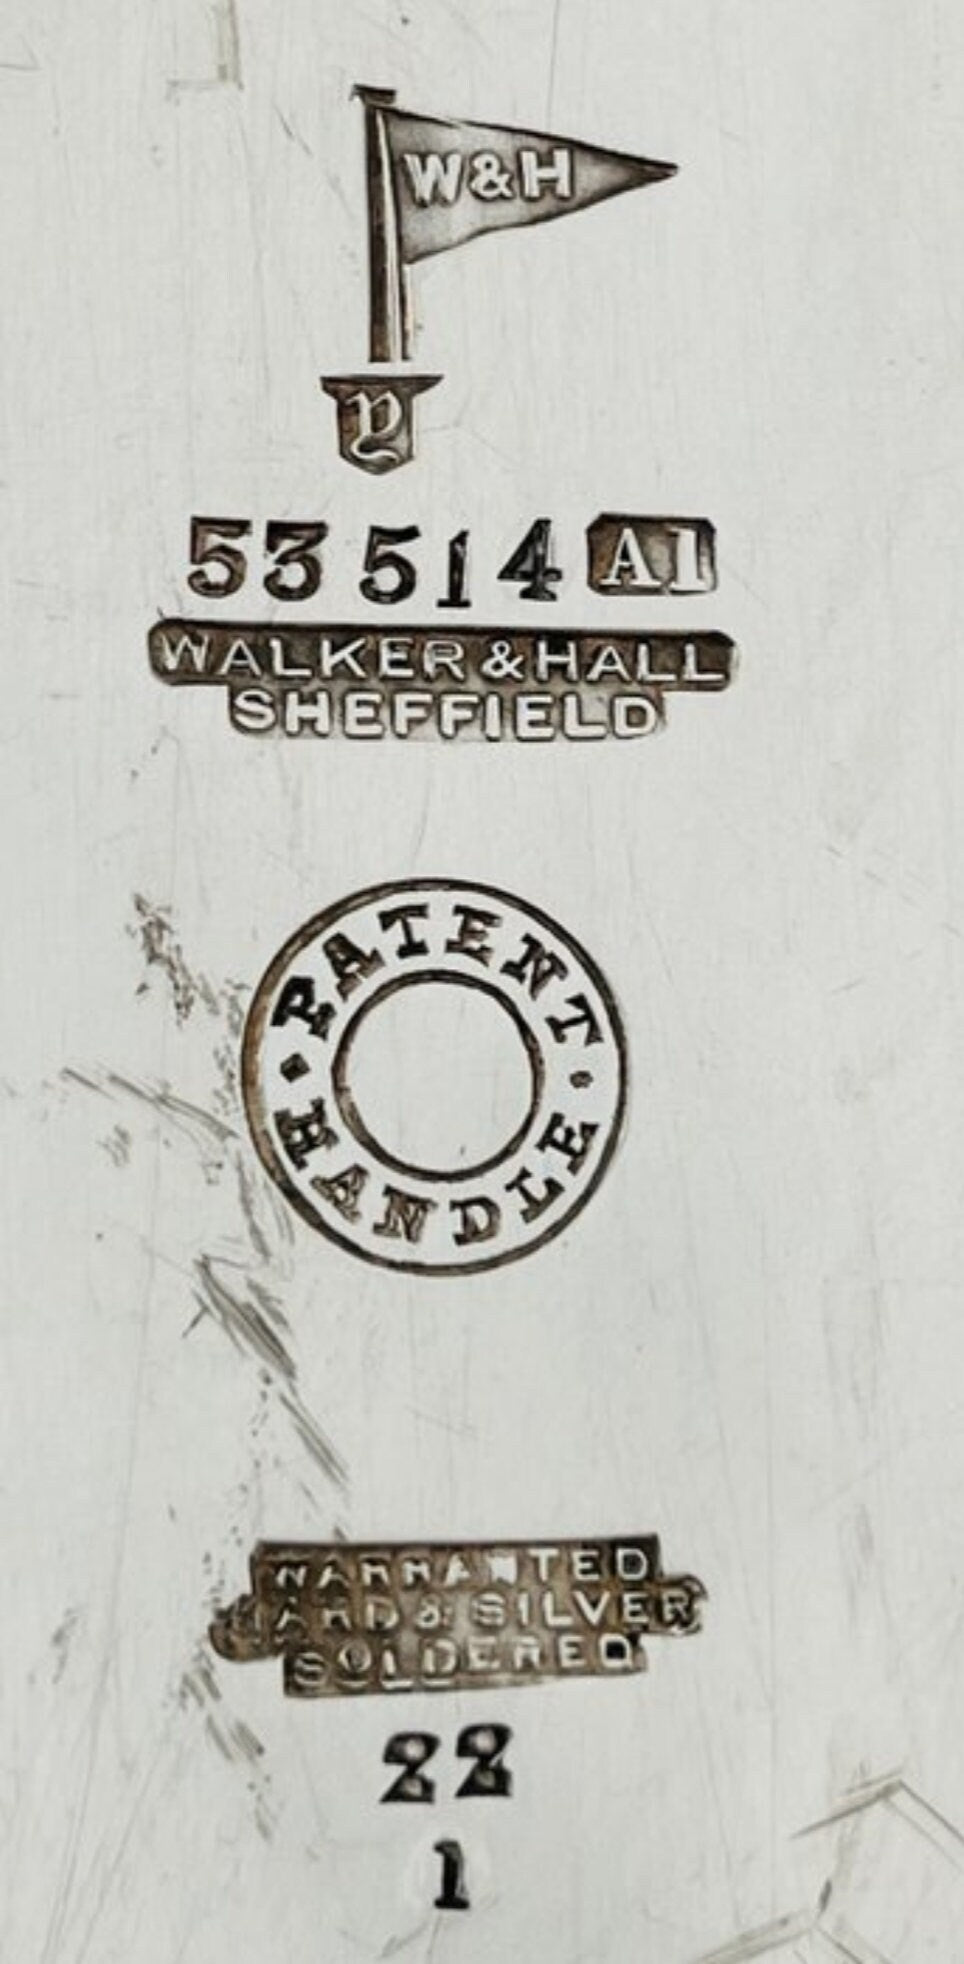 W&H
Y
53514 A1
WALKER & HALL
SHEFFIELD
PATENT
HANDLE
WARRANTED
HARD & SILVER
SOLDERED
22
1